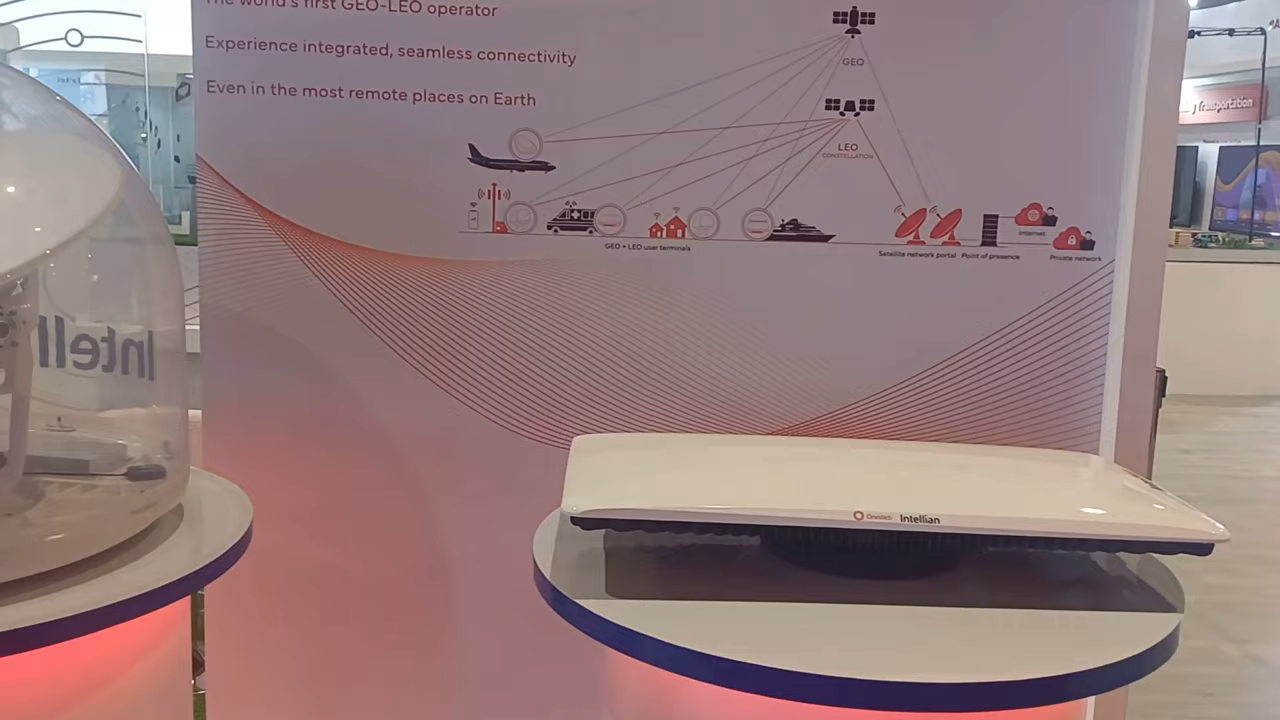 The world's first GEO-LEO operator
Experience integrated, seamless connectivity
Even in the most remote places on Earth
GEO
LEO
CONSTELLATION
GEO + LEO user terminals
Satellite network portal
Point of presence
Internet
Private network
Transportation
Intell
OneWeb
Intellian